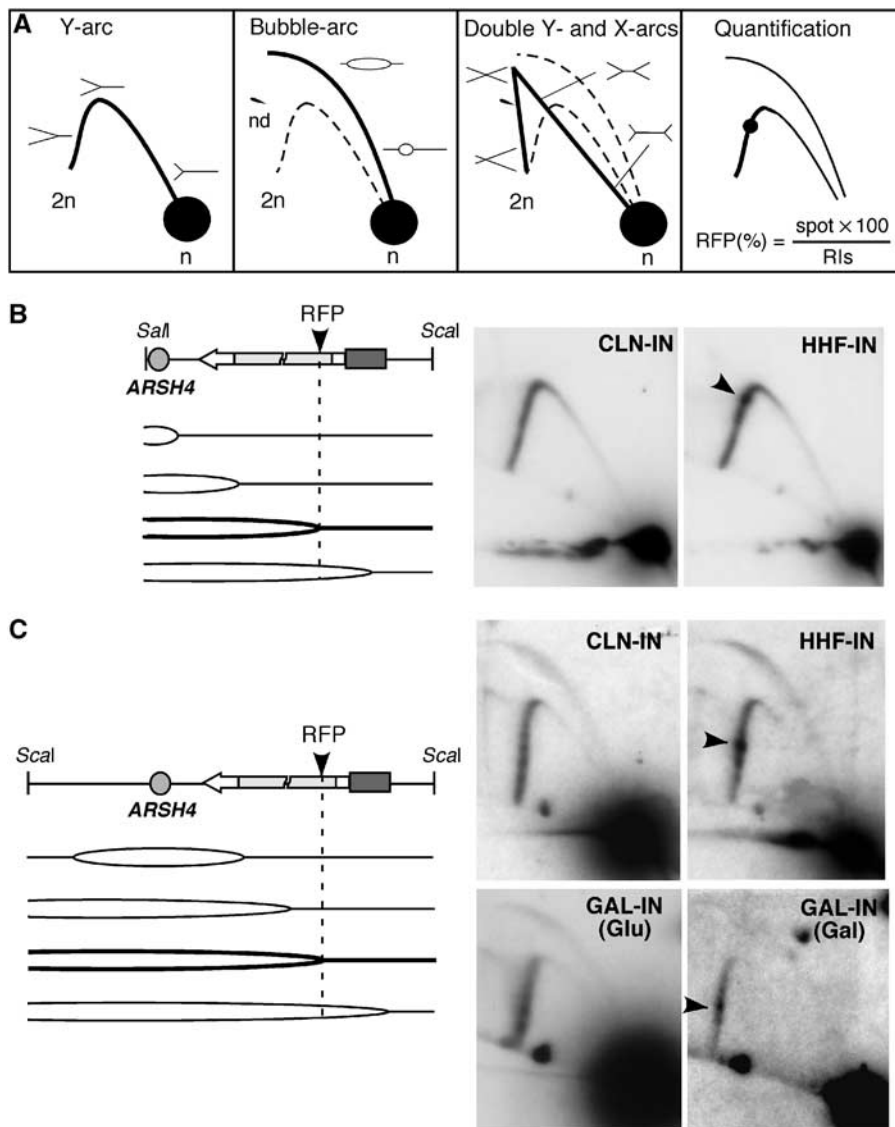 A
Y-arc
2n
n
Bubble-arc
nd
2n
n
Double Y- and X-arcs
2n
n
Quantification
RFP(%) = spot × 100
RIs
B
RFP
SalI
ScaI
ARSH4
CLN-IN
HHF-IN
C
RFP
ScaI
ScaI
ARSH4
CLN-IN
HHF-IN
GAL-IN
(Glu)
GAL-IN
(Gal)